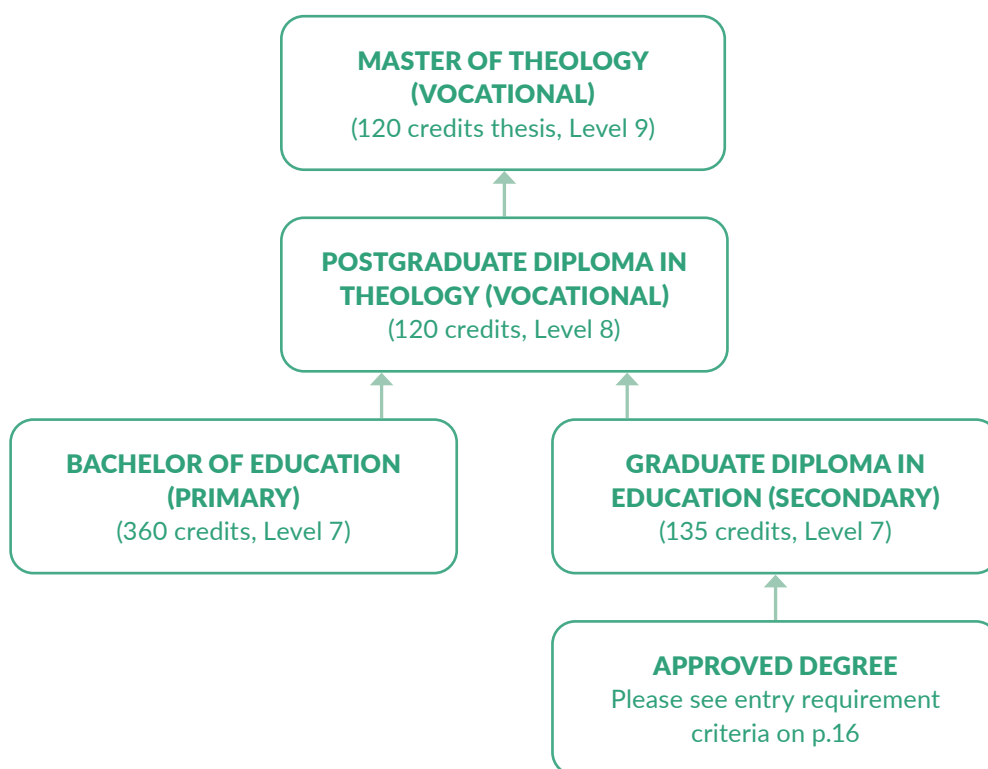 MASTER OF THEOLOGY
(VOCATIONAL)
(120 credits thesis, Level 9)
POSTGRADUATE DIPLOMA IN
THEOLOGY (VOCATIONAL)
(120 credits, Level 8)
BACHELOR OF EDUCATION
(PRIMARY)
(360 credits, Level 7)
GRADUATE DIPLOMA IN
EDUCATION (SECONDARY)
(135 credits, Level 7)
APPROVED DEGREE
Please see entry requirement
criteria on p.16